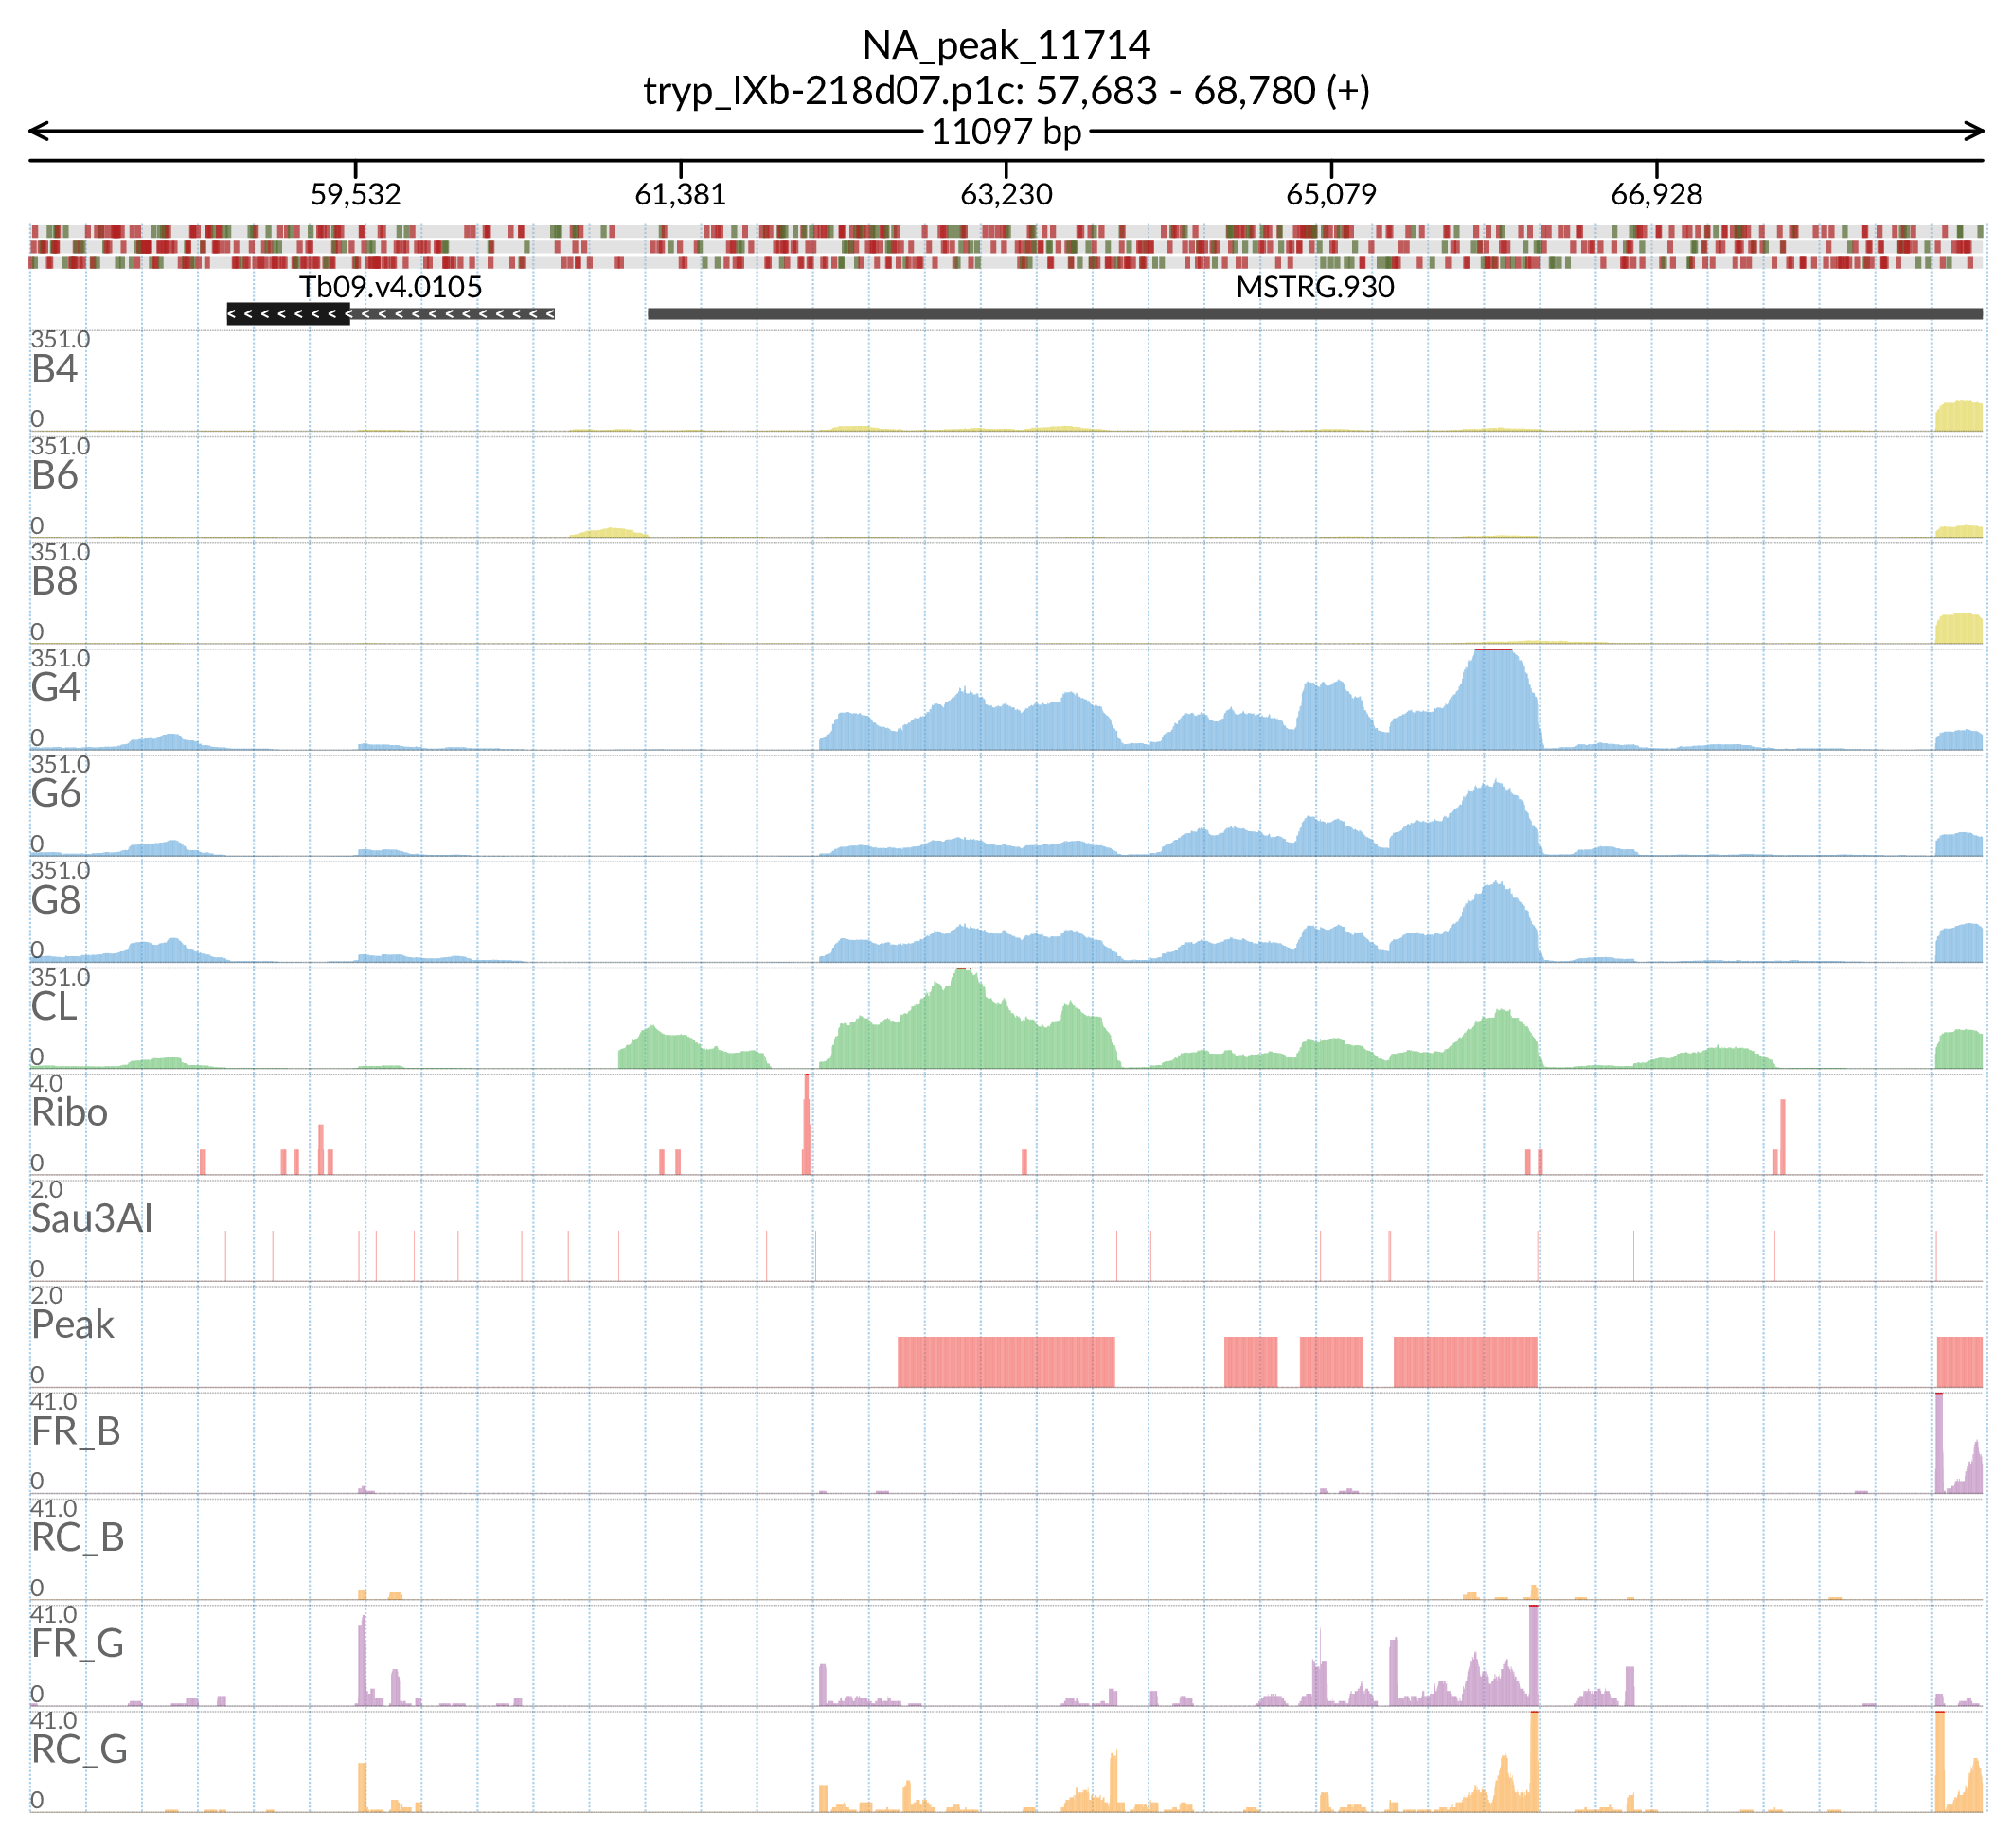 NA_peak_11714
tryp_IXb-218d07.p1c: 57,683 - 68,780 (+)
11097 bp
59,532 61,381 63,230 65,079 66,928
Tb09.v4.0105 MSTRG.930
351.0
B4
0
351.0
B6
0
351.0
B8
0
351.0
G4
0
351.0
G6
0
351.0
G8
0
351.0
CL
0
4.0
Ribo
0
2.0
Sau3AI
0
2.0
Peak
0
41.0
FR_B
0
41.0
RC_B
0
41.0
FR_G
0
41.0
RC_G
0